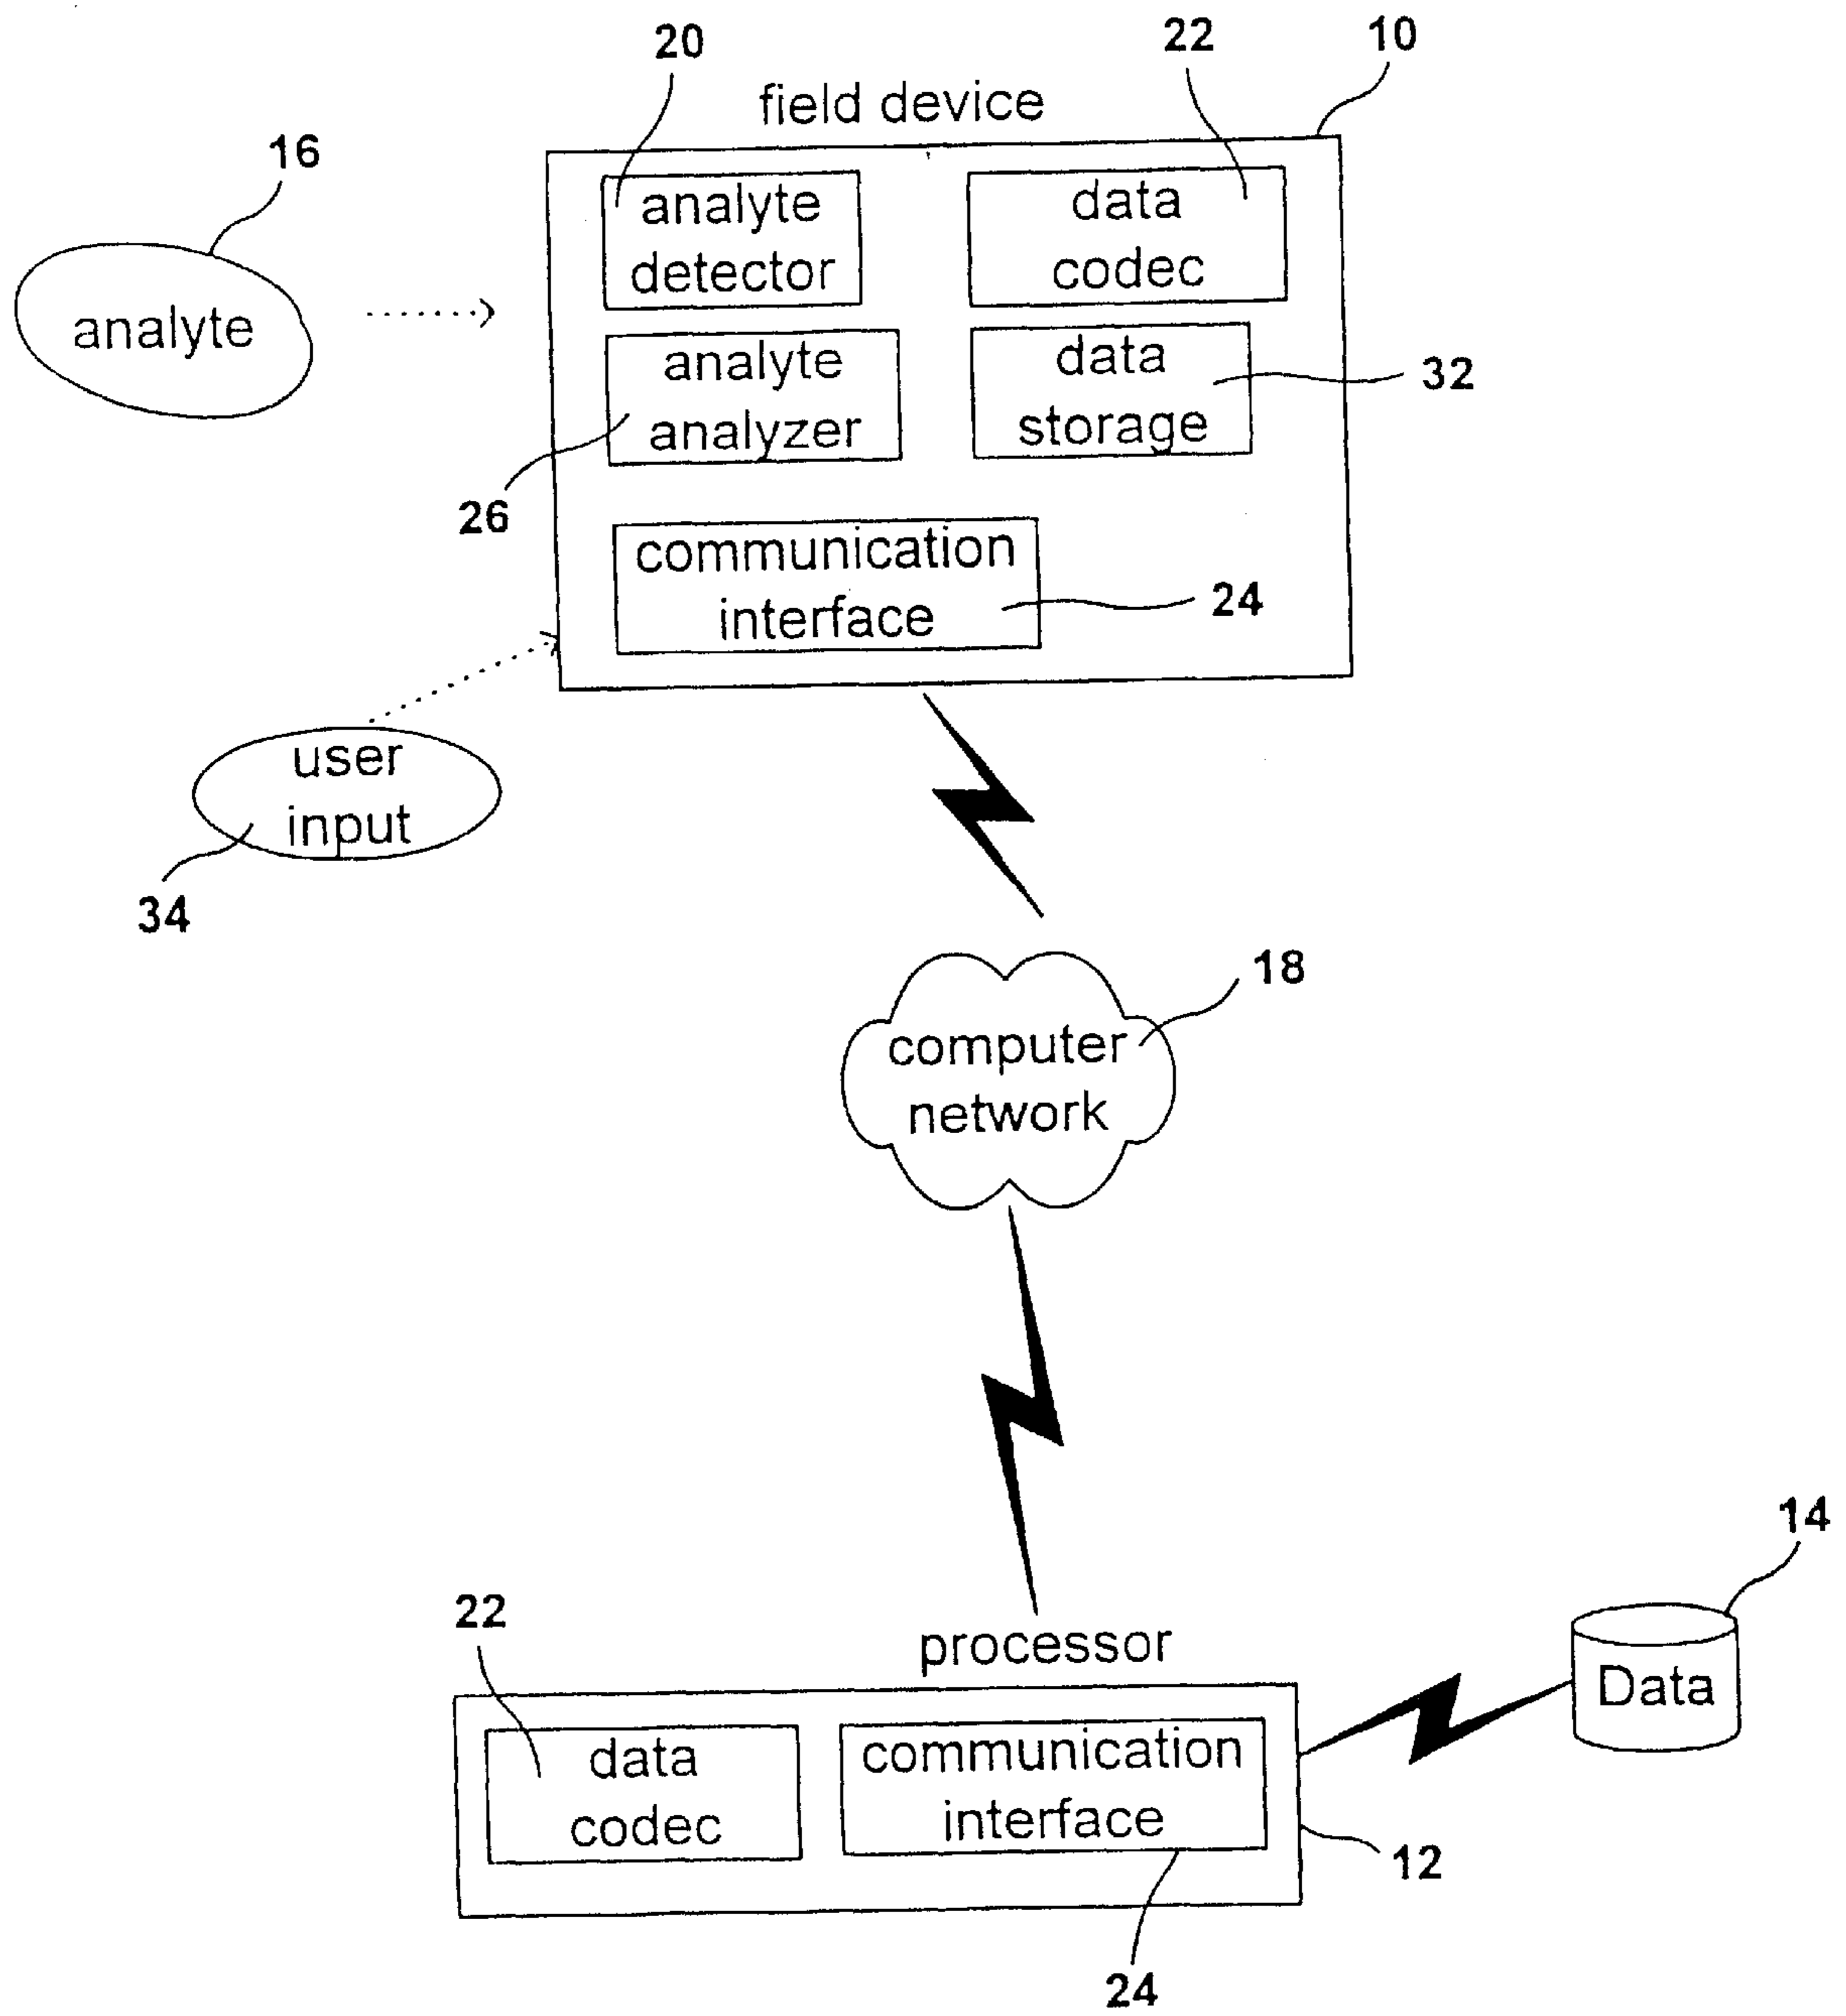 20
22
10
field device
16
analyte
detector
data
codec
analyte
analyte
analyzer
data
storage
32
26
communication
interface
24
user
input
34
18
computer
network
14
22
processor
Data
data
codec
communication
interface
12
24